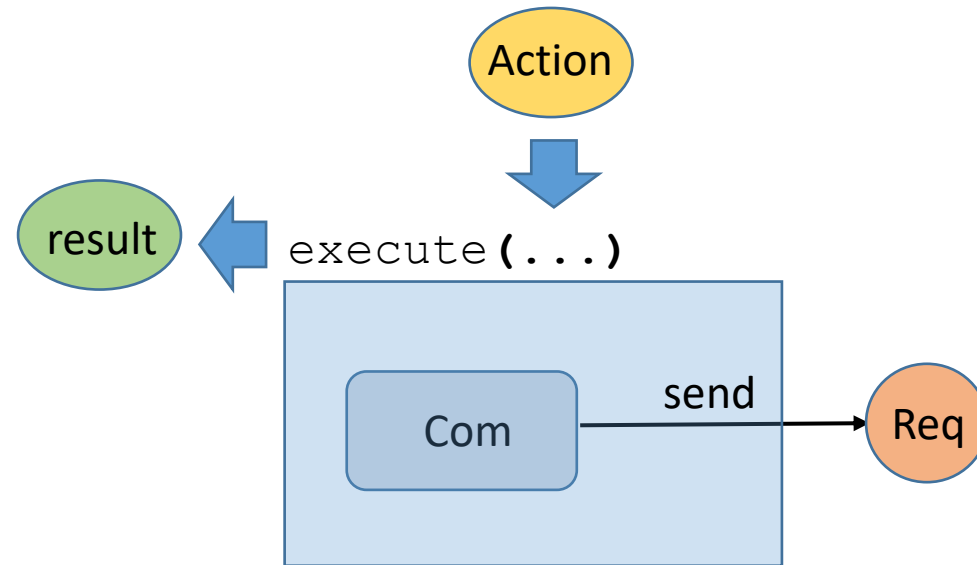 Action
result
execute(...)
Com
send
Req